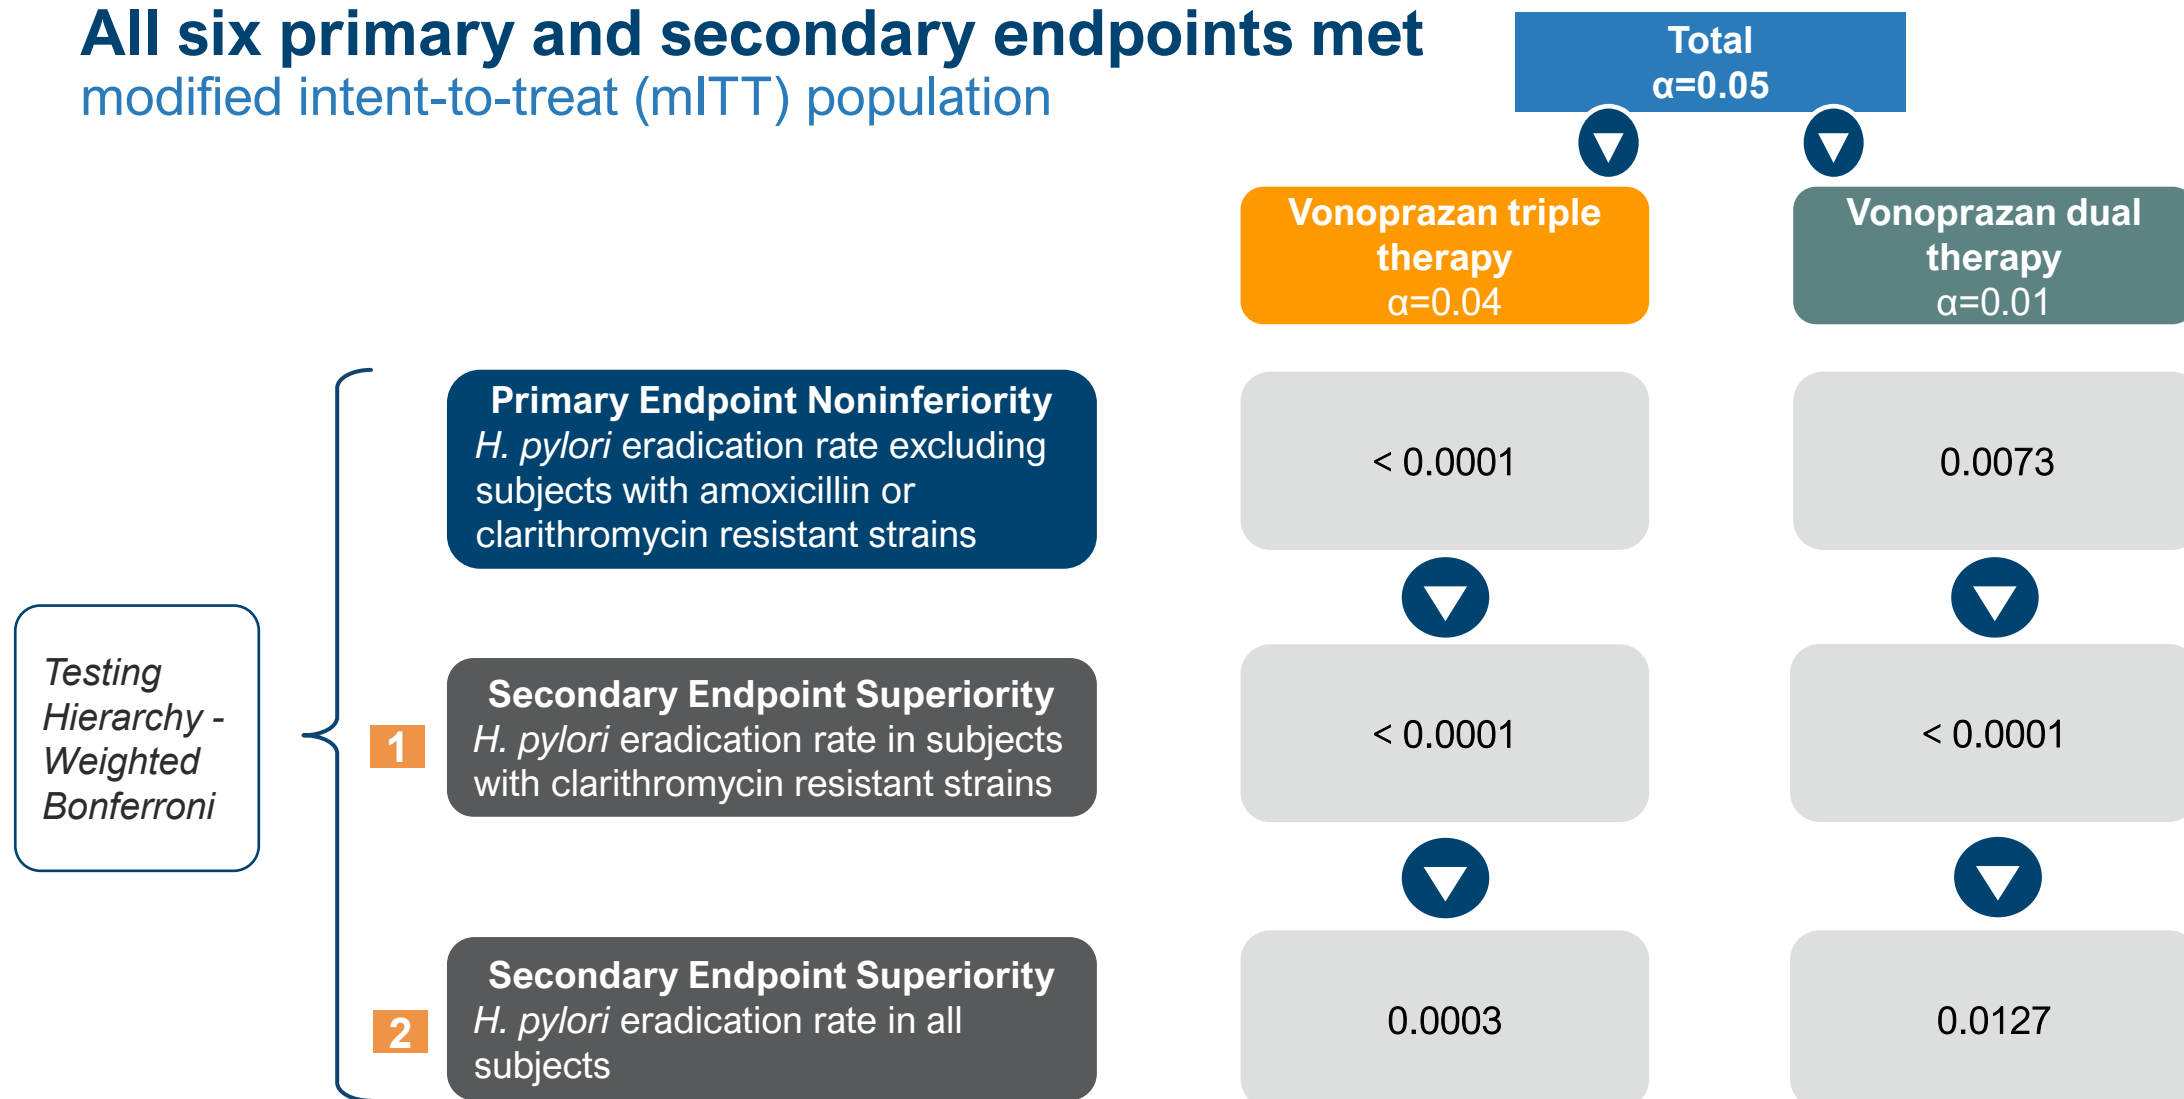 All six primary and secondary endpoints met
modified intent-to-treat (mITT) population
Total
α=0.05
Vonoprazan triple
therapy
α=0.04
Vonoprazan dual
therapy
α=0.01
Testing
Hierarchy -
Weighted
Bonferroni
Primary Endpoint Noninferiority
H. pylori eradication rate excluding
subjects with amoxicillin or
clarithromycin resistant strains
< 0.0001
0.0073
1
Secondary Endpoint Superiority
H. pylori eradication rate in subjects
with clarithromycin resistant strains
< 0.0001
< 0.0001
2
Secondary Endpoint Superiority
H. pylori eradication rate in all
subjects
0.0003
0.0127